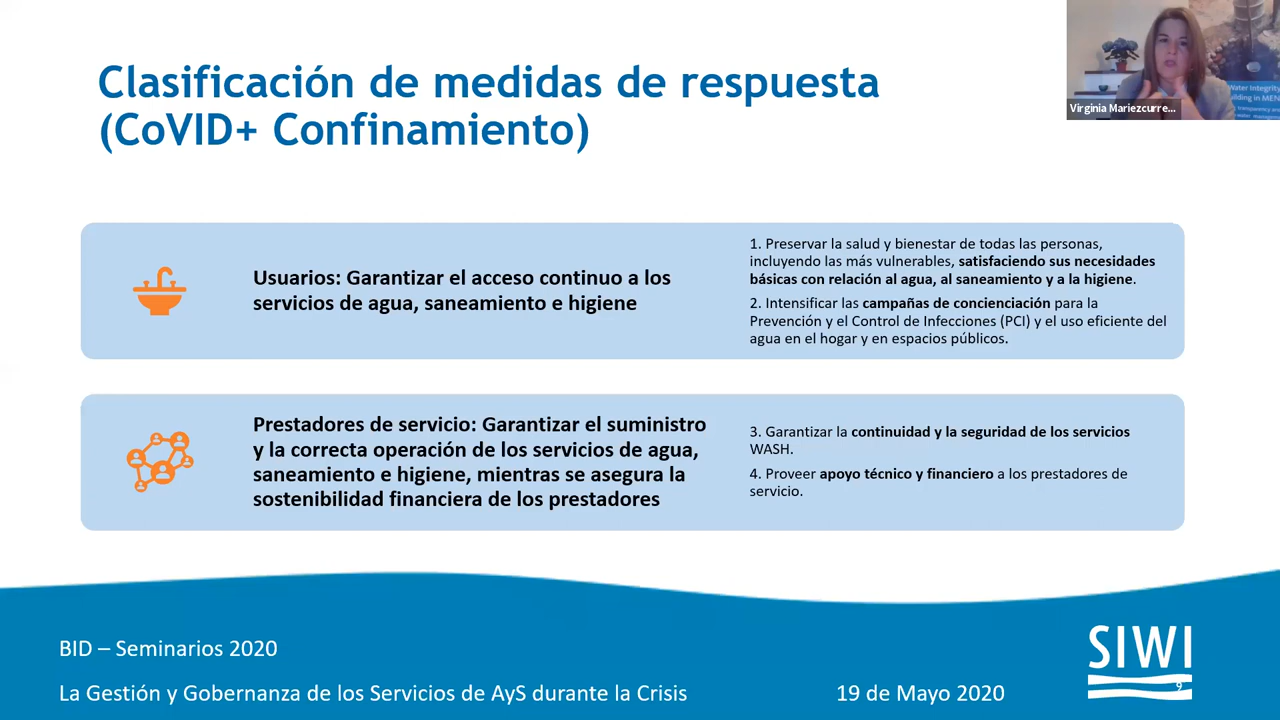 Clasificación de medidas de respuesta
(CoVID+ Confinamiento)
Water Integrity
ilding in MEN
Virginia Mariezcurre...
Usuarios: Garantizar el acceso continuo a los
servicios de agua, saneamiento e higiene
1. Preservar la salud y bienestar de todas las personas,
incluyendo las más vulnerables, satisfaciendo sus necesidades
básicas con relación al agua, al saneamiento y a la higiene.
2. Intensificar las campañas de concienciación para la
Prevención y el Control de Infecciones (PCI) y el uso eficiente del
agua en el hogar y en espacios públicos.
Prestadores de servicio: Garantizar el suministro
y la correcta operación de los servicios de agua,
saneamiento e higiene, mientras se asegura la
sostenibilidad financiera de los prestadores
3. Garantizar la continuidad y la seguridad de los servicios
WASH.
4. Proveer apoyo técnico y financiero a los prestadores de
servicio.
BID – Seminarios 2020
La Gestión y Gobernanza de los Servicios de AyS durante la Crisis
19 de Mayo 2020
SIWI
9